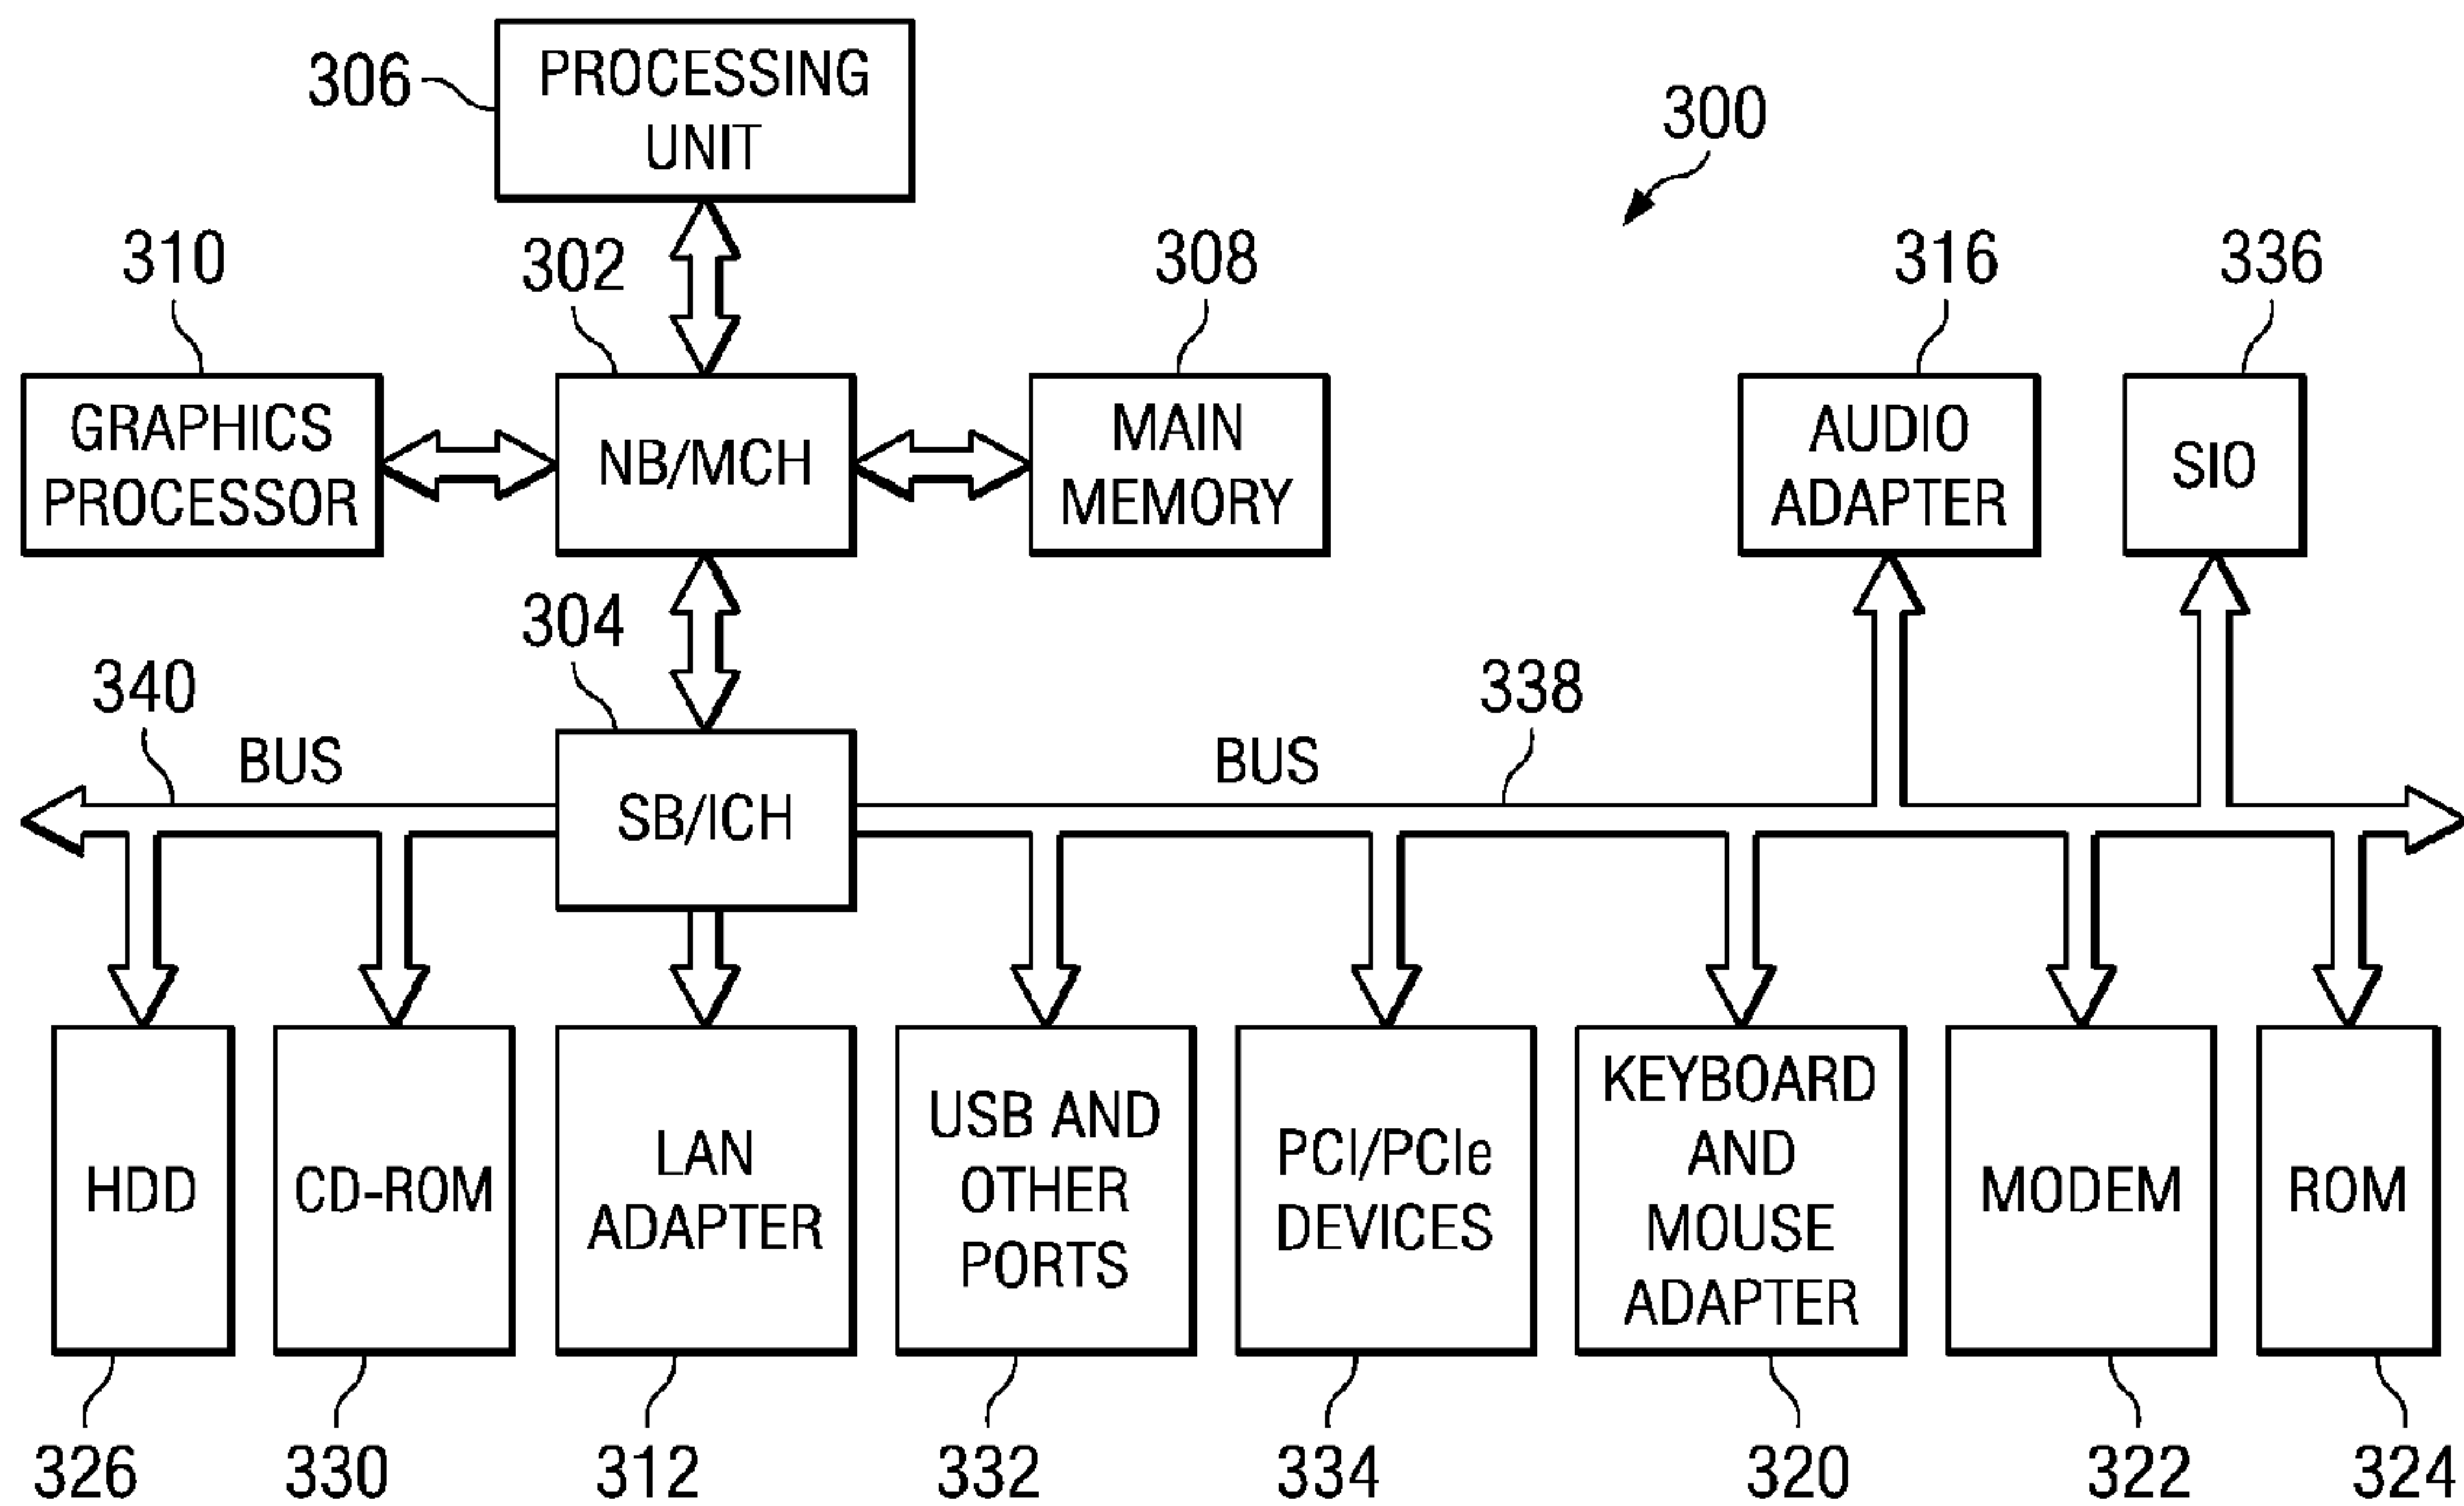 PROCESSING
UNIT
306
300
310
302
308
316
336
GRAPHICS
PROCESSOR
NB/MCH
MAIN
MEMORY
AUDIO
ADAPTER
SIO
304
340
338
BUS
BUS
SB/ICH
HDD
CD-ROM
LAN
ADAPTER
USB AND
OTHER
PORTS
PCI/PCIe
DEVICES
KEYBOARD
AND
MOUSE
ADAPTER
MODEM
ROM
326
330
312
332
334
320
322
324